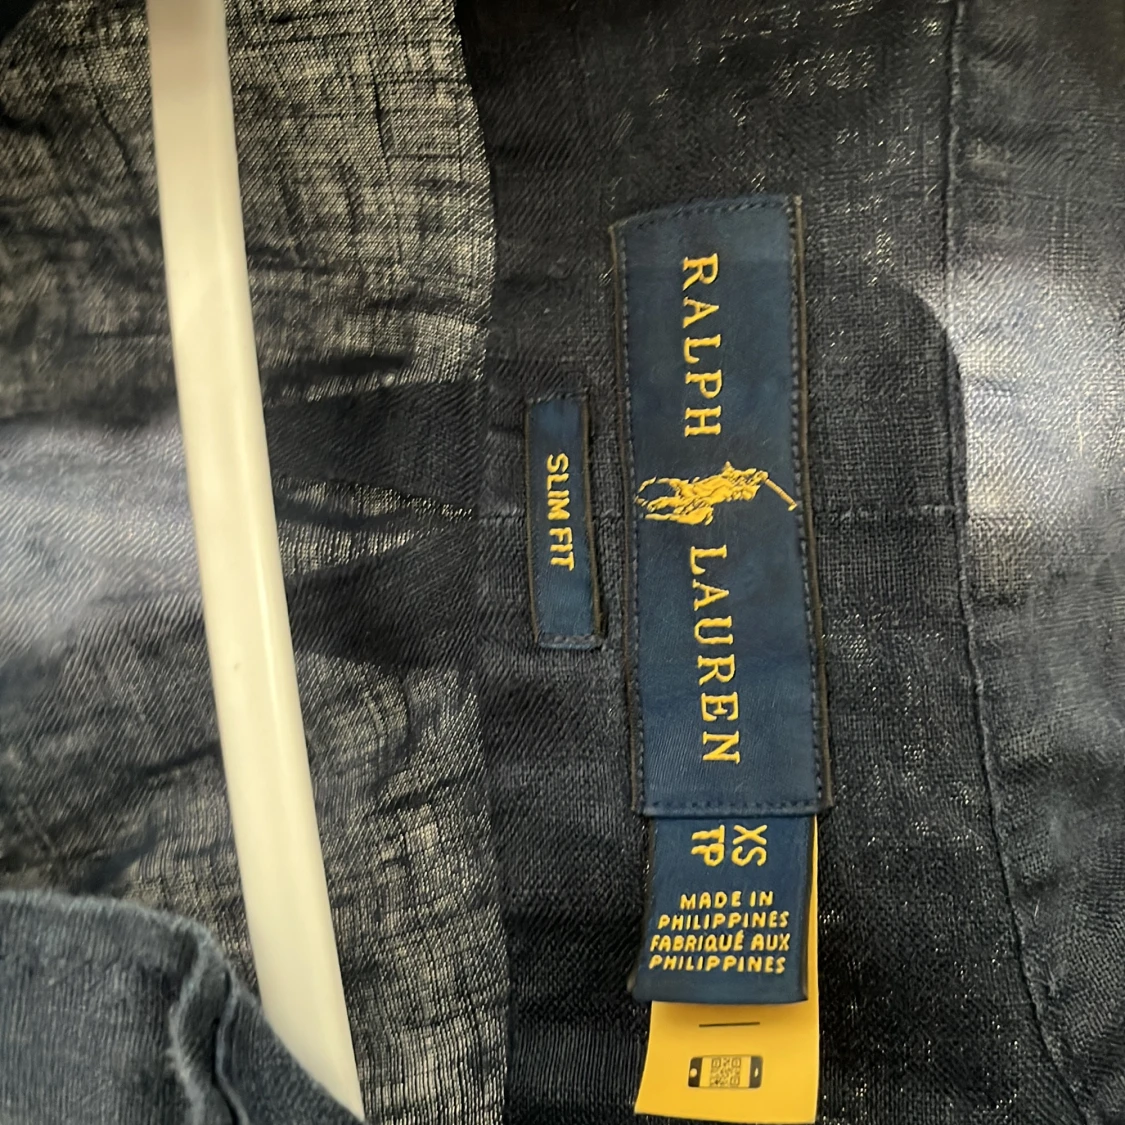 RALPH LAUREN
SLIM FIT
XS
TP
MADE IN
PHILIPPINES
FABRIQUÉ AUX
PHILIPPINES